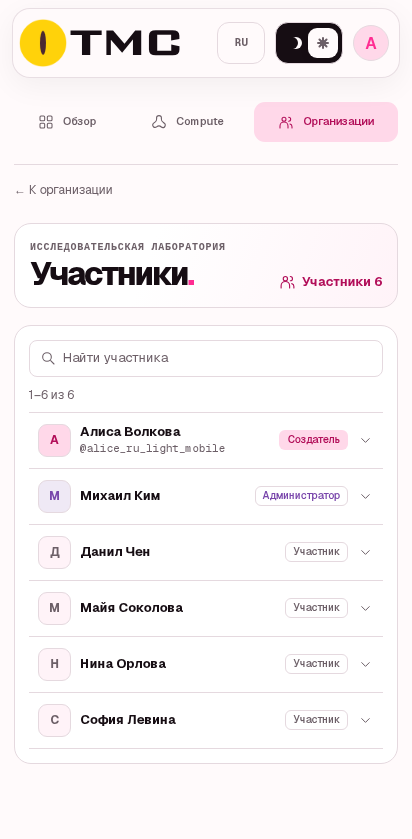 TMC
RU
A
Обзор
Compute
Организации
← К организации
ИССЛЕДОВАТЕЛЬСКАЯ ЛАБОРАТОРИЯ
Участники.
Участники 6
Найти участника
1–6 из 6
А
Алиса Волкова
@alice_ru_light_mobile
Создатель
М
Михаил Ким
Администратор
Д
Данил Чен
Участник
М
Майя Соколова
Участник
Н
Нина Орлова
Участник
С
София Левина
Участник